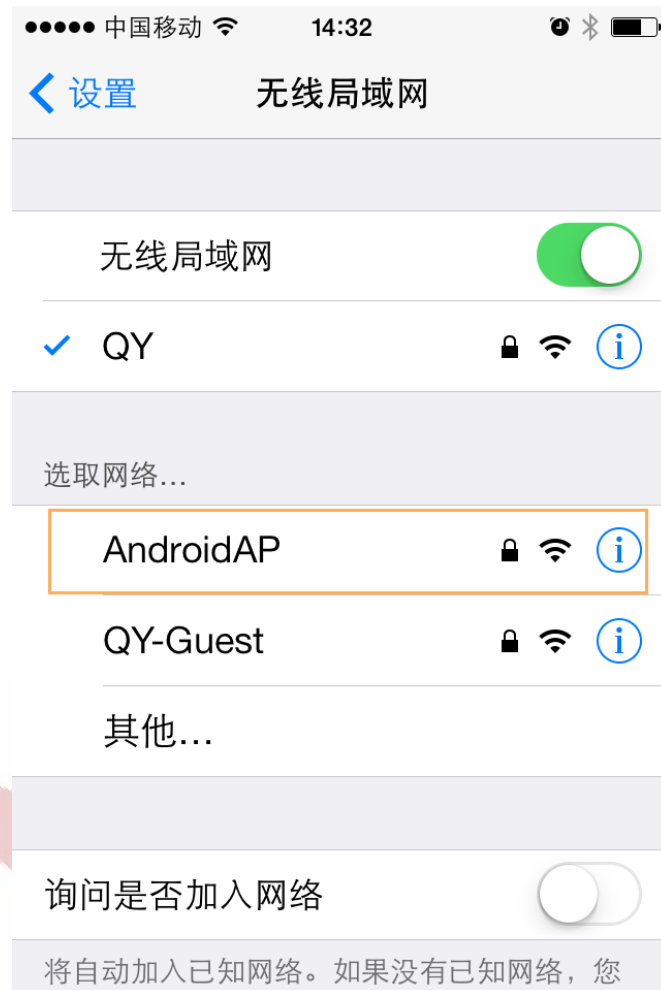 中国移动 14:32
设置 无线局域网
无线局域网
QY
选取网络...
AndroidAP
QY-Guest
其他...
询问是否加入网络
将自动加入已知网络。如果没有已知网络，您